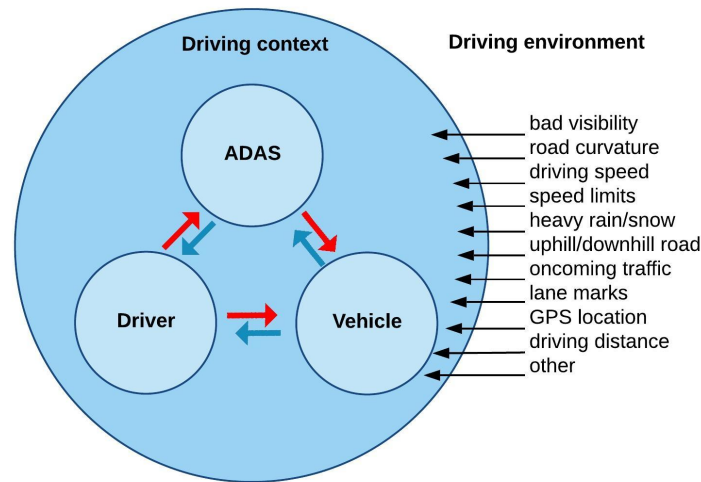 Driving context
Driving environment
ADAS
Driver
Vehicle
bad visibility
road curvature
driving speed
speed limits
heavy rain/snow
uphill/downhill road
oncoming traffic
lane marks
GPS location
driving distance
other